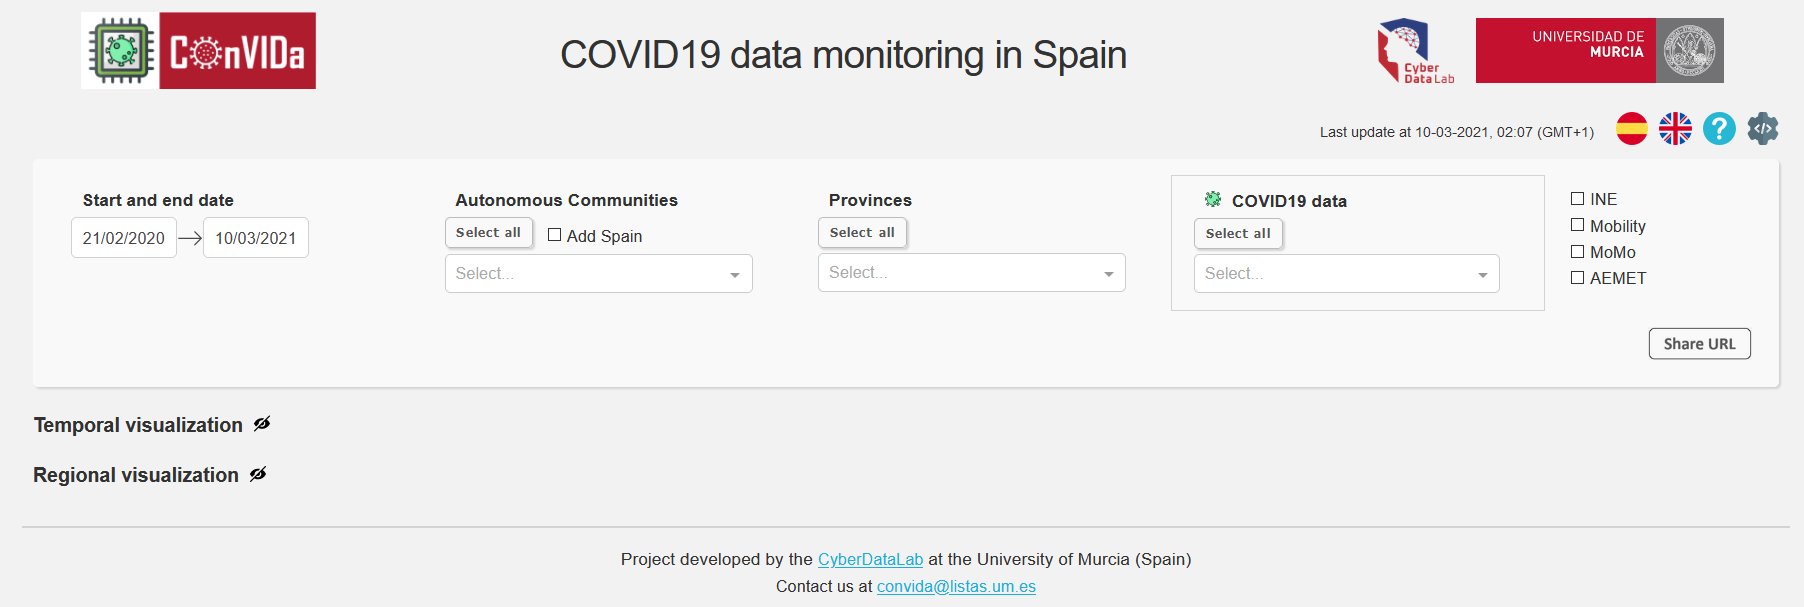 ConVIDa
COVID19 data monitoring in Spain
Cyber
DataLab
UNIVERSIDAD DE
MURCIA
Last update at 10-03-2021, 02:07 (GMT+1)
?
</>
Start and end date
21/02/2020
10/03/2021
Autonomous Communities
Select all
Add Spain
Select...
Provinces
Select all
Select...
COVID19 data
Select all
Select...
INE
Mobility
MoMo
AEMET
Share URL
Temporal visualization
Regional visualization
Project developed by the CyberDataLab at the University of Murcia (Spain)
Contact us at convida@listas.um.es